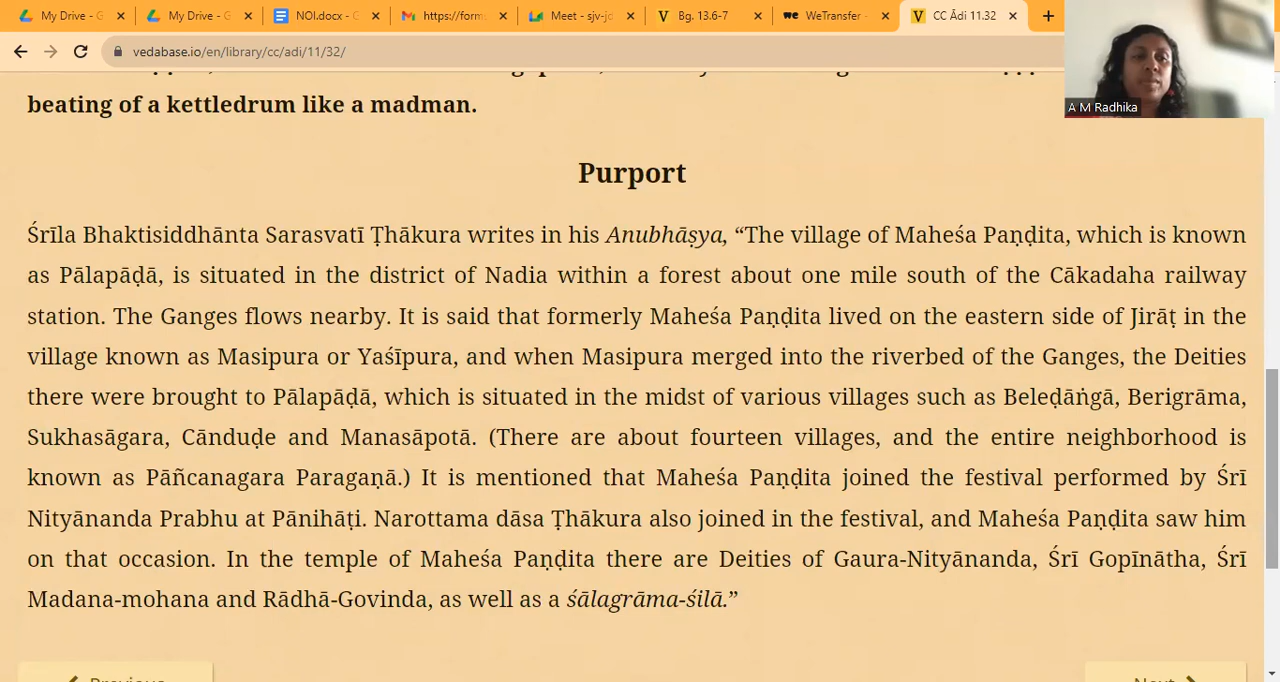 My Drive - G
My Drive - G
NOI.docx - G
https://form
Meet - sjv-jd
Bg. 13.6-7
WeTransfer
CC Ādi 11.32
vedabase.io/en/library/cc/adi/11/32/
A M Radhika
beating of a kettledrum like a madman.
Purport
Śrīla Bhaktisiddhānta Sarasvatī Ṭhākura writes in his Anubhāṣya, “The village of Maheśa Paṇḍita, which is known
as Pālapāḍā, is situated in the district of Nadia within a forest about one mile south of the Cākadaha railway
station. The Ganges flows nearby. It is said that formerly Maheśa Paṇḍita lived on the eastern side of Jirāṭ in the
village known as Masipura or Yaśīpura, and when Masipura merged into the riverbed of the Ganges, the Deities
there were brought to Pālapāḍā, which is situated in the midst of various villages such as Beleḍāṅgā, Berigrāma,
Sukhasāgara, Cānduḍe and Manasāpotā. (There are about fourteen villages, and the entire neighborhood is
known as Pāñcanagara Paragaṇā.) It is mentioned that Maheśa Paṇḍita joined the festival performed by Śrī
Nityānanda Prabhu at Pānihāṭi. Narottama dāsa Ṭhākura also joined in the festival, and Maheśa Paṇḍita saw him
on that occasion. In the temple of Maheśa Paṇḍita there are Deities of Gaura-Nityānanda, Śrī Gopīnātha, Śrī
Madana-mohana and Rādhā-Govinda, as well as a śālagrāma-śilā.”
Previous
Next